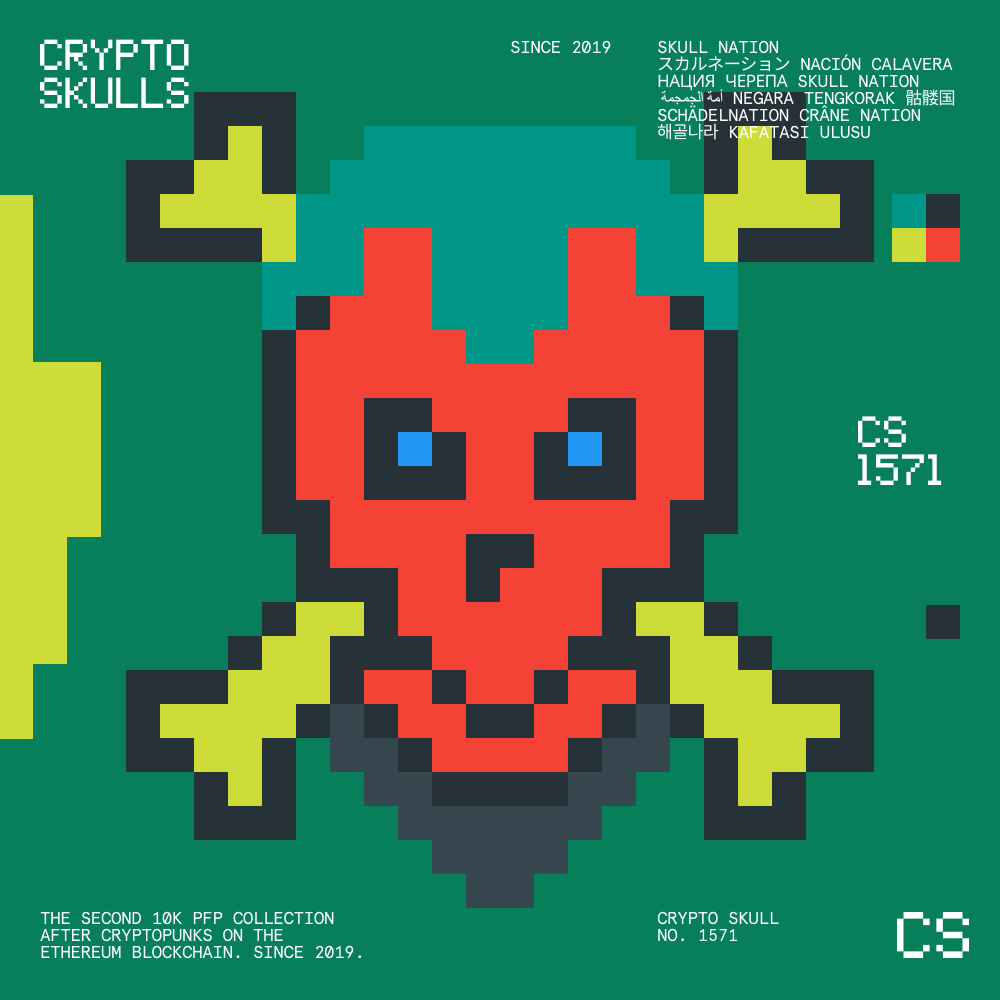 CRYPTO
SKULLS
SINCE 2019
SKULL NATION
スカルネーション NACIÓN CALAVERA
НАЦИЯ ЧЕРЕПА SKULL NATION
أمة الجمجمة NEGARA TENGKORAK 骷髅国
SCHÄDELNATION CRÂNE NATION
해골나라 KAFATASI ULUSU
CS
1571
THE SECOND 10K PFP COLLECTION
AFTER CRYPTOPUNKS ON THE
ETHEREUM BLOCKCHAIN. SINCE 2019.
CRYPTO SKULL
NO. 1571
CS